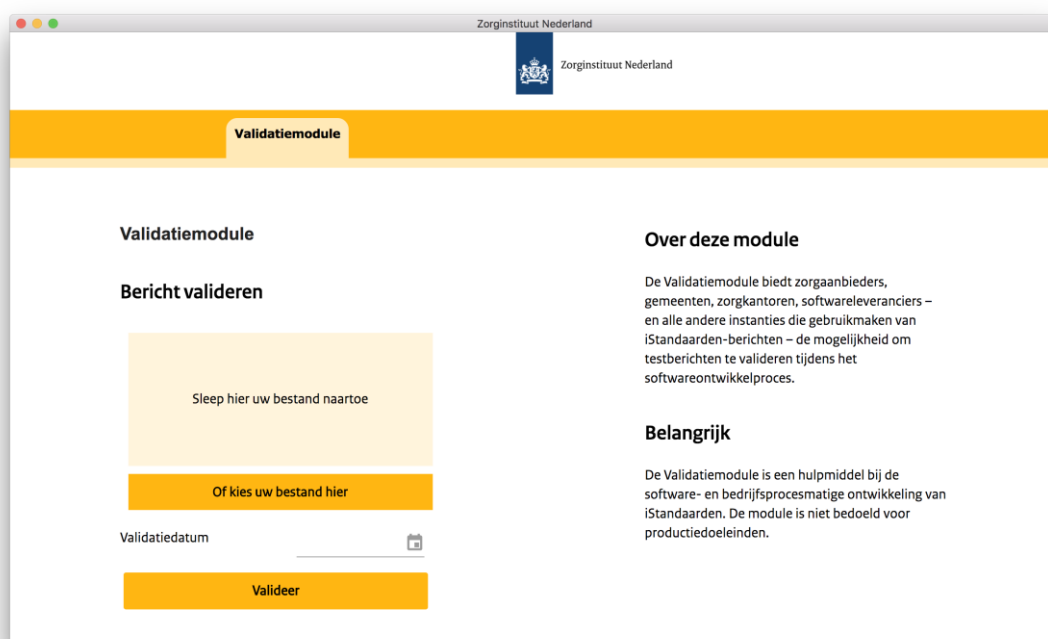 Zorginstituut Nederland
Zorginstituut Nederland
Validatiemodule
Validatiemodule
Bericht valideren
Sleep hier uw bestand naartoe
Of kies uw bestand hier
Validatiedatum
Valideer
Over deze module
De Validatiemodule biedt zorgaanbieders,
gemeenten, zorgkantoren, softwareleveranciers –
en alle andere instanties die gebruikmaken van
iStandaarden-berichten – de mogelijkheid om
testberichten te valideren tijdens het
softwareontwikkelproces.
Belangrijk
De Validatiemodule is een hulpmiddel bij de
software- en bedrijfsprocesmatige ontwikkeling van
iStandaarden. De module is niet bedoeld voor
productiedoeleinden.